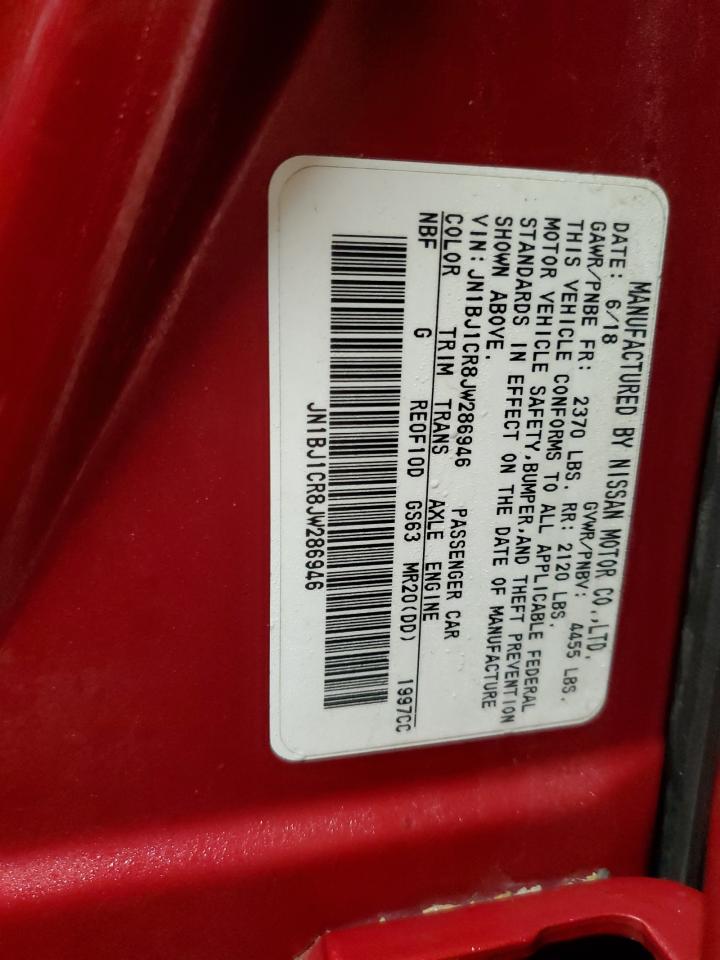 MANUFACTURED BY NISSAN MOTOR CO.,LTD.
DATE: 6/18 GVWR/PNBV: 4455 LBS.
GAWR/PNBE FR: 2370 LBS. RR: 2120 LBS.
THIS VEHICLE CONFORMS TO ALL APPLICABLE FEDERAL
MOTOR VEHICLE SAFETY,BUMPER,AND THEFT PREVENTION
STANDARDS IN EFFECT ON THE DATE OF MANUFACTURE
SHOWN ABOVE.
VIN: JN1BJ1CR8JW286946 PASSENGER CAR
COLOR TRIM TRANS AXLE ENGINE
NBF G RE0F10D GS63 MR20(DD) 1997CC
JN1BJ1CR8JW286946